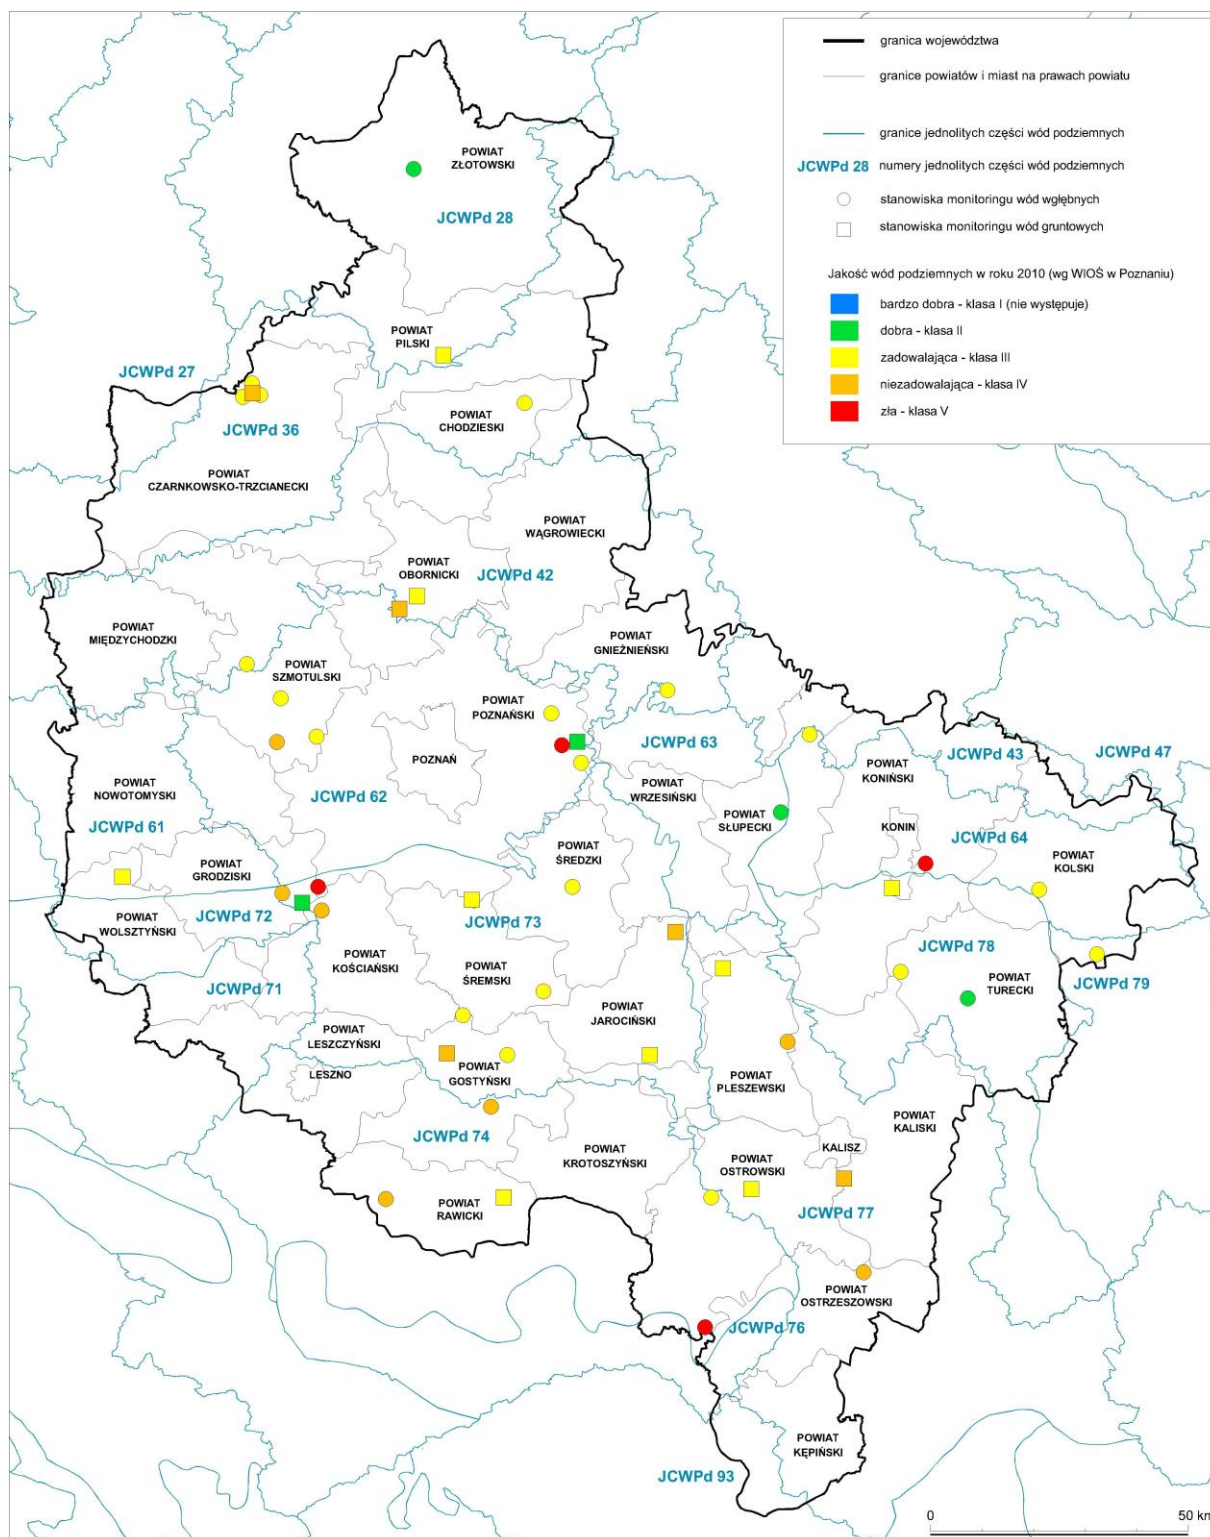 granica województwa
granice powiatów i miast na prawach powiatu
granice jednolitych części wód podziemnych
JCWPd 28 numery jednolitych części wód podziemnych
stanowiska monitoringu wód wgłębnych
stanowiska monitoringu wód gruntowych
Jakość wód podziemnych w roku 2010 (wg WIOŚ w Poznaniu)
bardzo dobra - klasa I (nie występuje)
dobra - klasa II
zadowalająca - klasa III
niezadowalająca - klasa IV
zła - klasa V
POWIAT
ZŁOTOWSKI
JCWPd 28
POWIAT
PILSKI
JCWPd 27
JCWPd 36
POWIAT
CHODZIESKI
POWIAT
CZARNKOWSKO-TRZCIANECKI
POWIAT
WĄGROWIECKI
POWIAT
OBORNICKI
JCWPd 42
POWIAT
MIĘDZYCHODZKI
POWIAT
GNIEŹNIEŃSKI
POWIAT
SZMOTULSKI
POWIAT
POZNAŃSKI
POZNAŃ
JCWPd 63
POWIAT
KONIŃSKI
JCWPd 43
JCWPd 47
POWIAT
NOWOTOMYSKI
JCWPd 61
JCWPd 62
POWIAT
WRZESIŃSKI
POWIAT
SŁUPECKI
KONIN
JCWPd 64
POWIAT
KOLSKI
POWIAT
GRODZISKI
POWIAT
ŚREDZKI
JCWPd 72
POWIAT
WOLSZTYŃSKI
JCWPd 73
POWIAT
KOŚCIAŃSKI
JCWPd 71
POWIAT
ŚREMSKI
JCWPd 78
POWIAT
TURECKI
JCWPd 79
POWIAT
JAROCIŃSKI
POWIAT
LESZCZYŃSKI
LESZNO
POWIAT
GOSTYŃSKI
POWIAT
PLESZEWSKI
POWIAT
KALISKI
JCWPd 74
POWIAT
KROTOSZYŃSKI
KALISZ
POWIAT
OSTROWSKI
POWIAT
RAWICKI
JCWPd 77
POWIAT
OSTRZESZOWSKI
JCWPd 76
POWIAT
KĘPIŃSKI
JCWPd 93
0 50 km